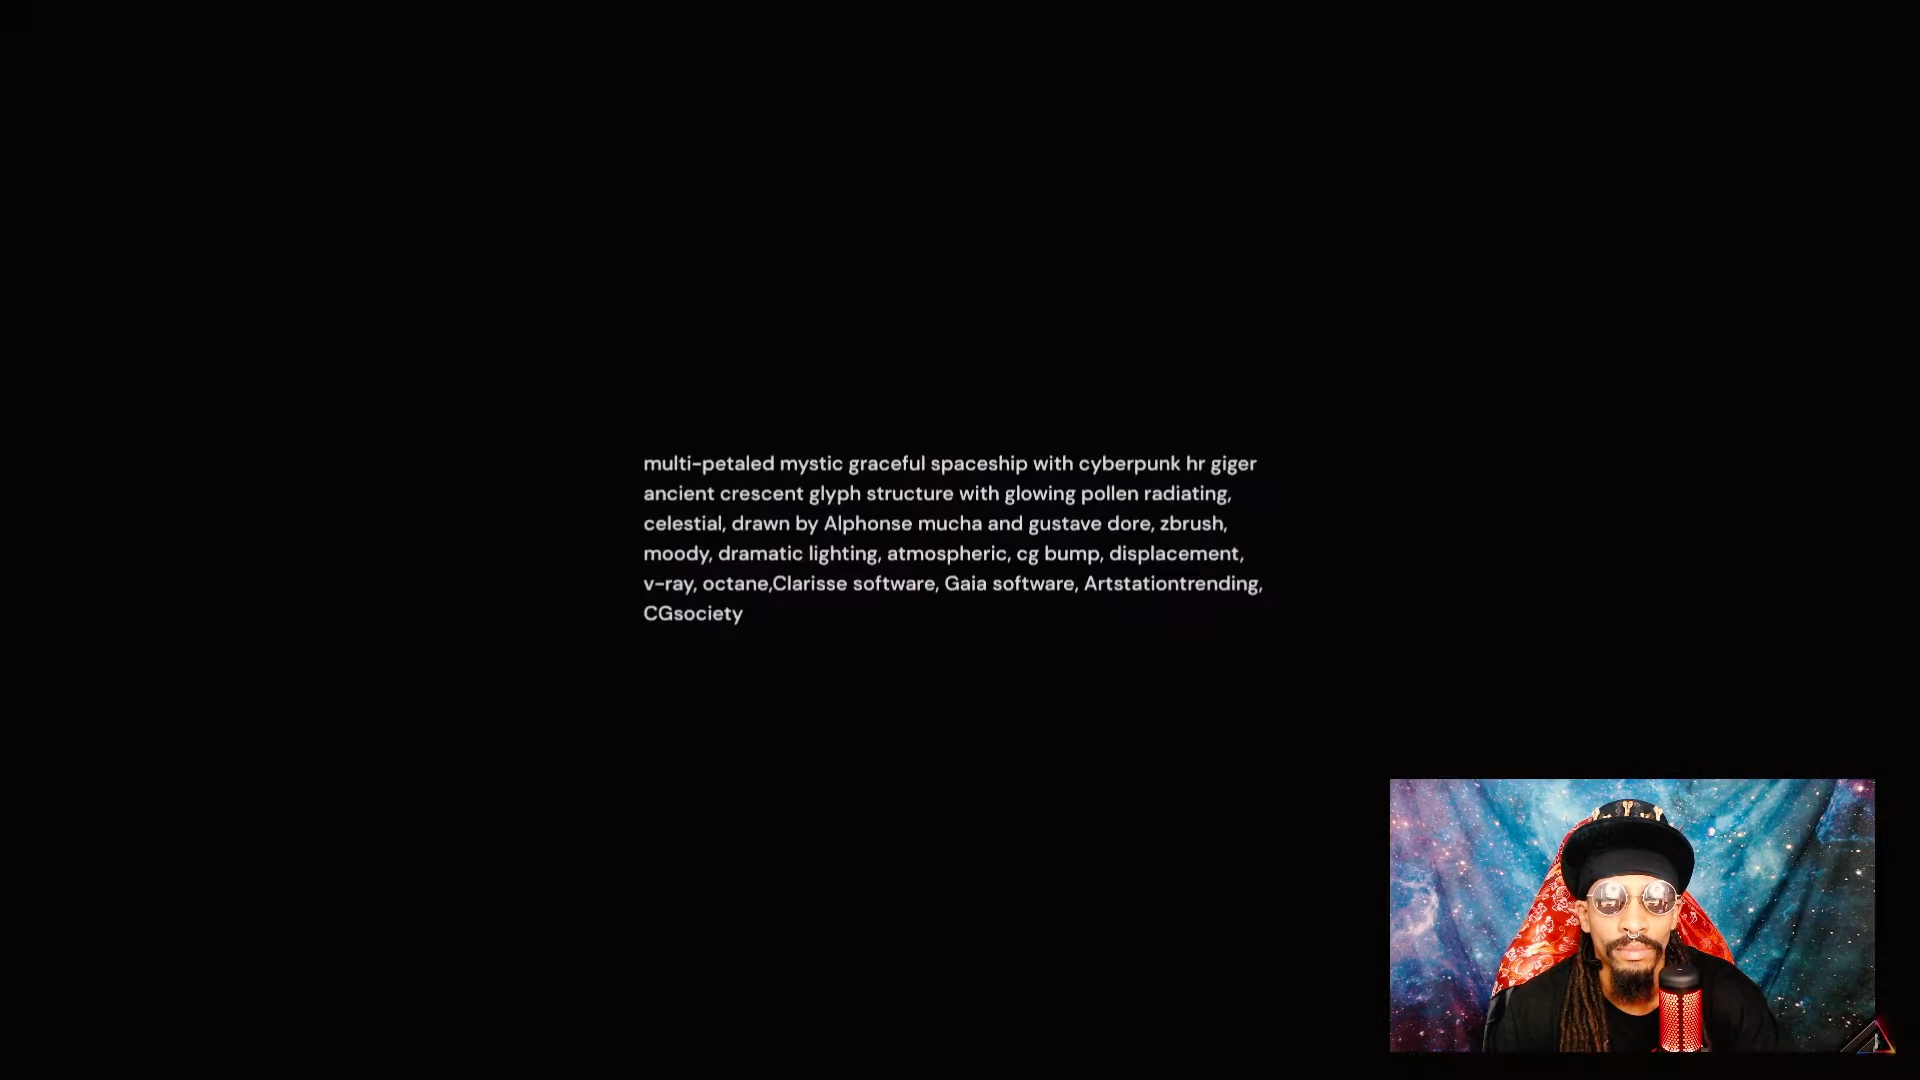 multi-petaled mystic graceful spaceship with cyberpunk hr giger
ancient crescent glyph structure with glowing pollen radiating,
celestial, drawn by Alphonse mucha and gustave dore, zbrush,
moody, dramatic lighting, atmospheric, cg bump, displacement,
v-ray, octane,Clarisse software, Gaia software, Artstationtrending,
CGsociety